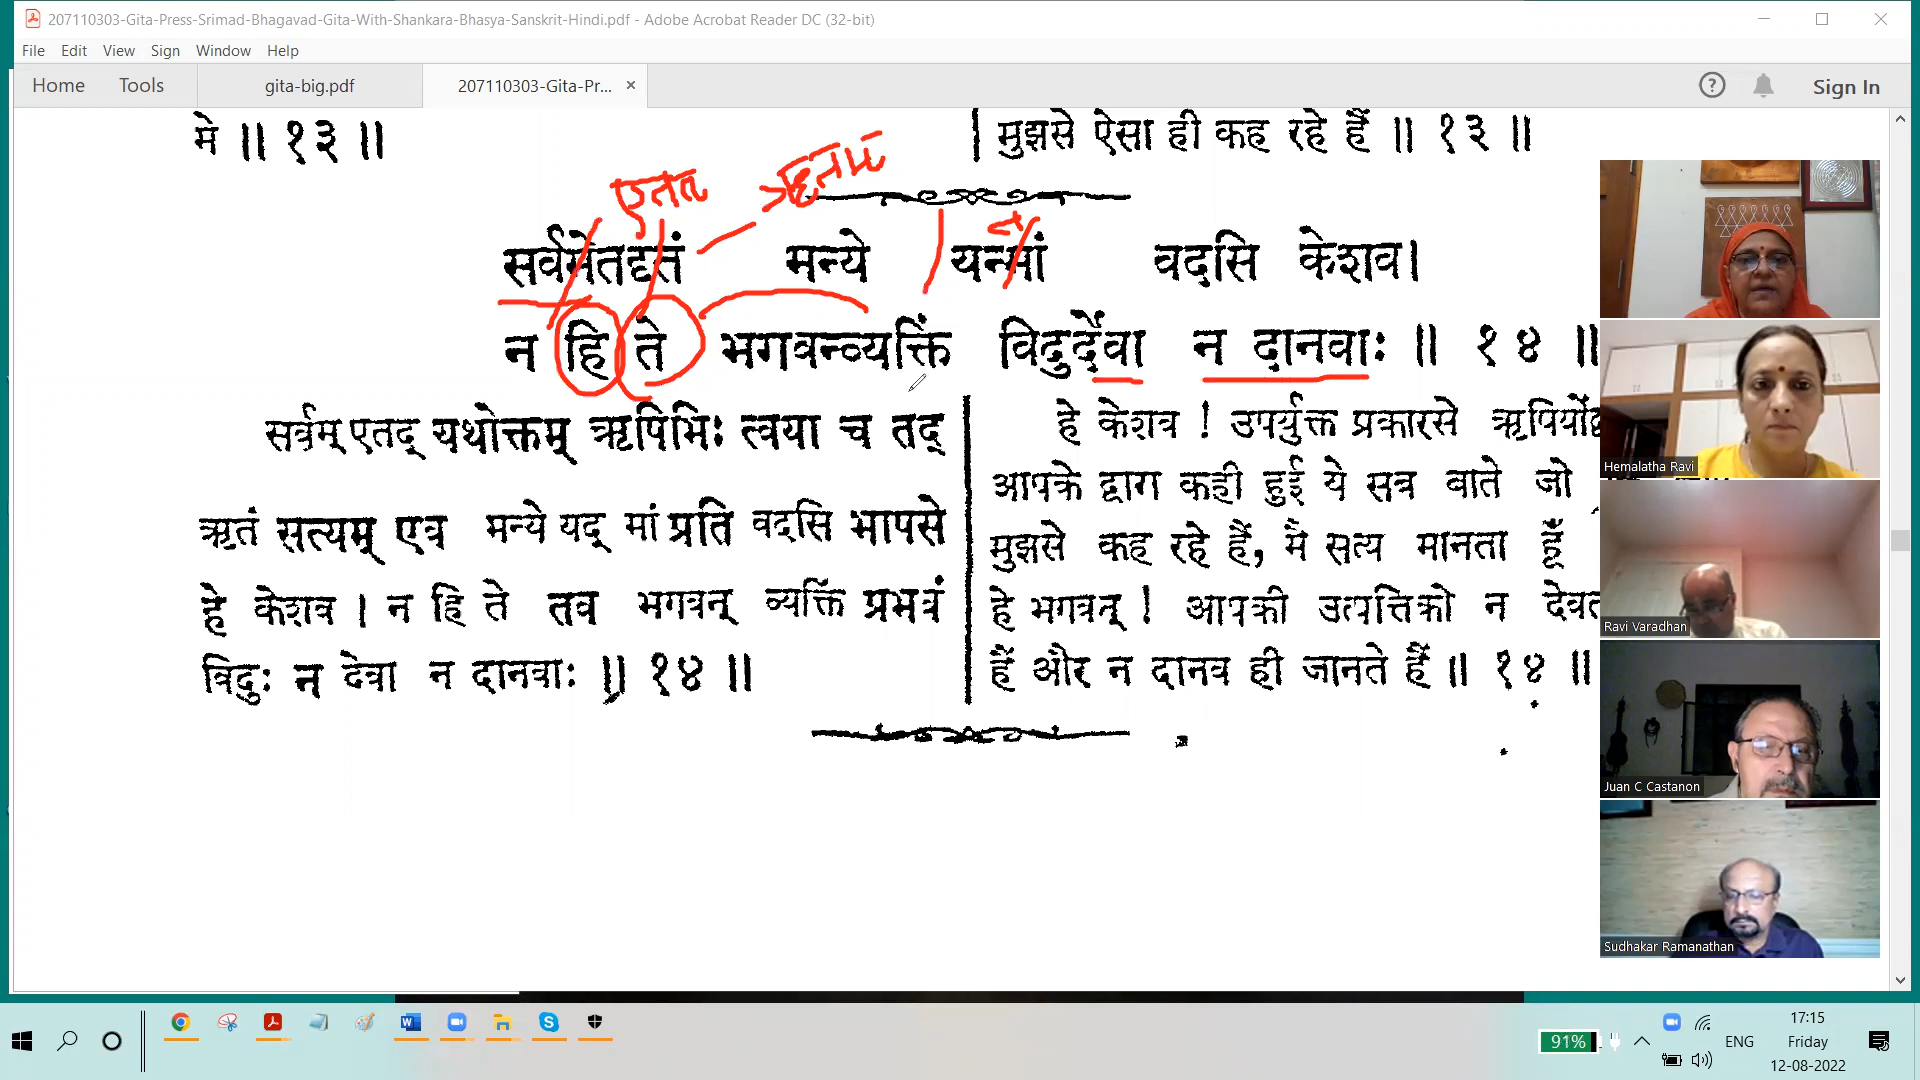 207110303-Gita-Press-Srimad-Bhagavad-Gita-With-Shankara-Bhasya-Sanskrit-Hindi.pdf - Adobe Acrobat Reader DC (32-bit)
File Edit View Sign Window Help
Home Tools gita-big.pdf 207110303-Gita-Pr... × Sign In
मे ॥ १३ ॥
मुझसे ऐसा ही कह रहे हैं ॥ १३ ॥
एतत् ऋतम्
त्
सर्वमेतदृतं मन्ये यन्मां वदसि केशव।
न हि ते भगवन्व्यक्तिं विदुर्देवा न दानवाः ॥ १४ ॥
सर्वम् एतद् यथोक्तम् ऋषिभिः त्वया च तद्
ऋतं सत्यम् एव मन्ये यद् मां प्रति वदसि भापसे
हे केशव । न हि ते तव भगवन् व्यक्तिं प्रभवं
विदुः न देवा न दानवाः ॥ १४ ॥
हे केशव ! उपर्युक्त प्रकारसे
आपके द्वारा कही हुई ये सब बातें जो
मुझसे कह रहे हैं, मैं सत्य मानता हूँ
हे भगवन् ! आपकी उत्पत्तिको न
हैं और न दानव ही जानते हैं ॥ १४ ॥
Hemalatha Ravi
Ravi Varadhan
Juan C Castanon
Sudhakar Ramanathan
91%
ENG
17:15
Friday
12-08-2022